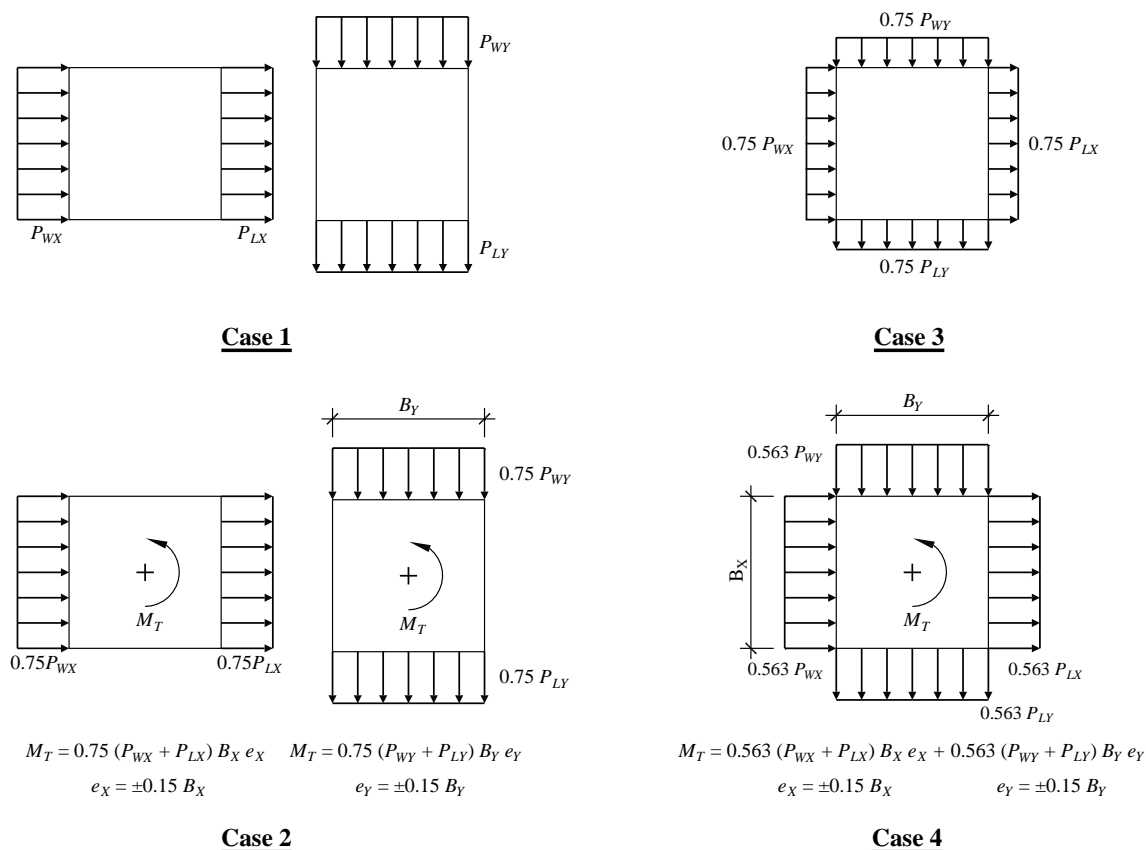 P_WY
P_WX
P_LX
P_LY
Case 1
0.75 P_WY
0.75 P_WX
0.75 P_LX
0.75 P_LY
Case 3
B_Y
0.75 P_WY
M_T
M_T
0.75P_WX
0.75P_LX
0.75 P_LY
M_T = 0.75 (P_WX + P_LX) B_X e_X
e_X = ±0.15 B_X
M_T = 0.75 (P_WY + P_LY) B_Y e_Y
e_Y = ±0.15 B_Y
Case 2
B_Y
0.563 P_WY
B_X
M_T
0.563 P_WX
0.563 P_LX
0.563 P_LY
M_T = 0.563 (P_WX + P_LX) B_X e_X + 0.563 (P_WY + P_LY) B_Y e_Y
e_X = ±0.15 B_X
e_Y = ±0.15 B_Y
Case 4